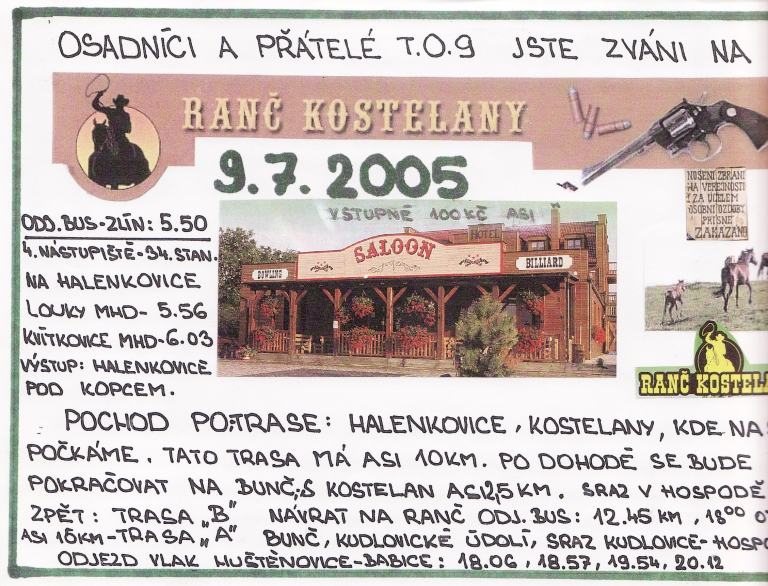 OSADNÍCI A PŘÁTELÉ T.O.9 JSTE ZVÁNI NA
RANČ KOSTELANY
9.7.2005
NOŠENÍ ZBRANÍ
NA VEREJNOSTI
ZA ÚČELEM
OSOBNÍ OZDOBY
PŘÍSNĚ
ZAKÁZÁNO
VSTUPNÉ 100 KČ ASI
ODJ.BUS-ZLÍN: 5.50
4.NÁSTUPIŠTĚ-34.STAN.
NA HALENKOVICE
LOUKY MHD- 5.56
KVÍTKOVICE MHD-6.03
VÝSTUP: HALENKOVICE
POD KOPCEM.
HOTEL
SALOON
BOWLING
BILLIARD
RANČ KOSTEL
POCHOD PO TRASE: HALENKOVICE, KOSTELANY, KDE NA
POČKÁME. TATO TRASA MÁ ASI 10KM. PO DOHODĚ SE BUDE
POKRAČOVAT NA BUNČ,S KOSTELAN ASI 2,5 KM. SRAZ V HOSPODĚ
ZPĚT: TRASA „B" NÁVRAT NA RANČ ODJ.BUS: 12.45 KM, 18⁰⁰
ASI 16KM-TRASA „A" BUNČ, KUDLOVICKÉ ÚDOLÍ, SRAZ KUDLOVICE-HOSPO
ODJEZD VLAK HUŠTĚNOVICE-BABICE: 18.06, 18.57, 19.54, 20.12